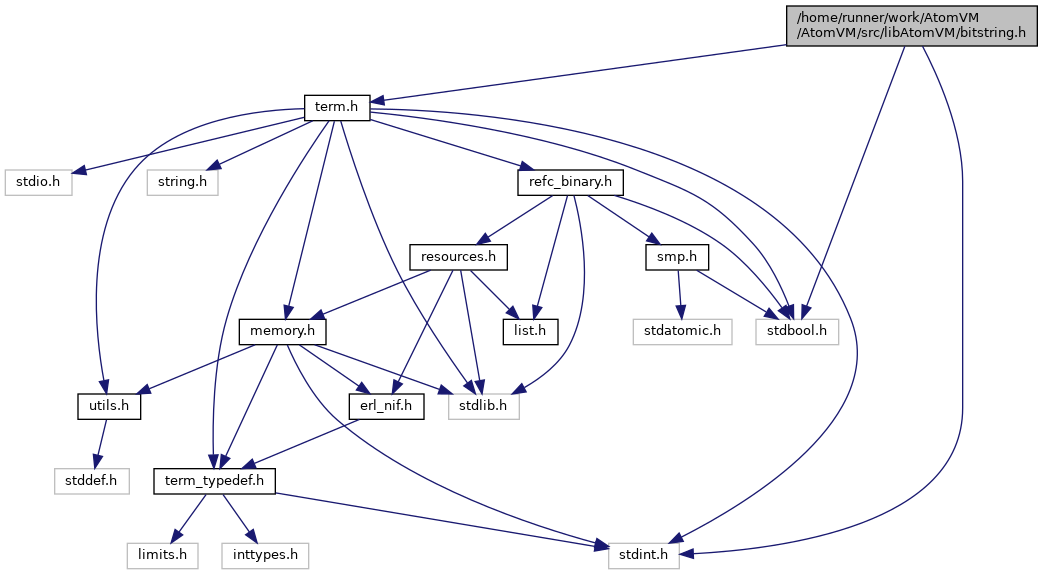 /home/runner/work/AtomVM
/AtomVM/src/libAtomVM/bitstring.h
term.h
stdio.h
string.h
refc_binary.h
resources.h
smp.h
memory.h
list.h
stdatomic.h
stdbool.h
utils.h
erl_nif.h
stdlib.h
stddef.h
term_typedef.h
limits.h
inttypes.h
stdint.h